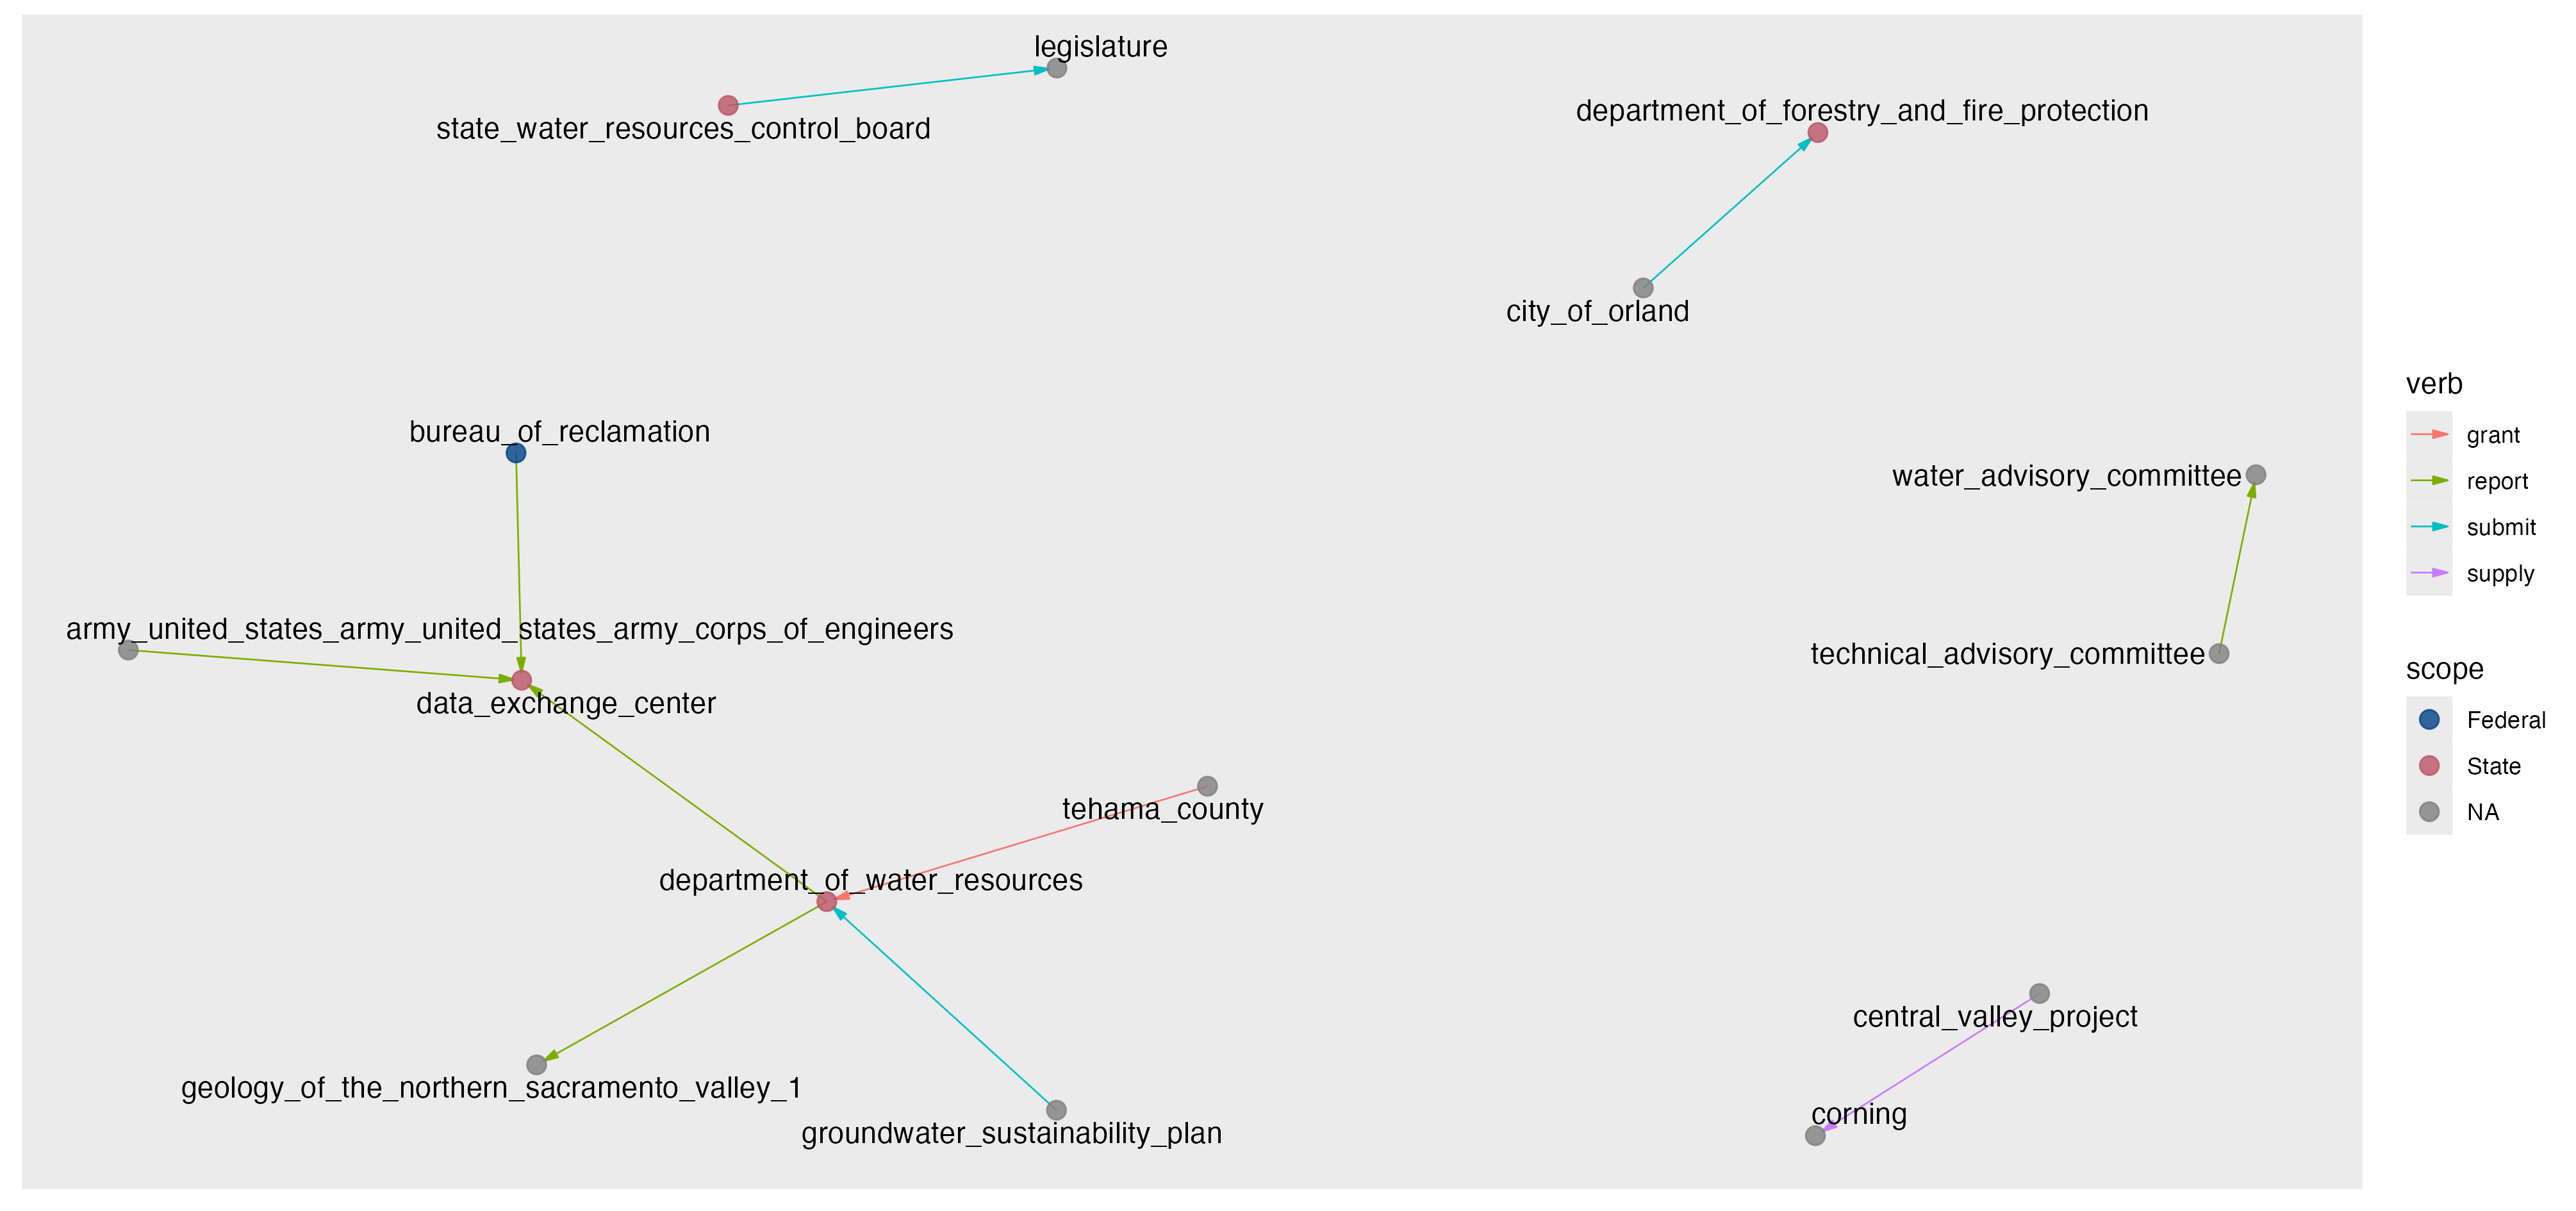 legislature
state_water_resources_control_board
department_of_forestry_and_fire_protection
city_of_orland
bureau_of_reclamation
water_advisory_committee
army_united_states_army_united_states_army_corps_of_engineers
technical_advisory_committee
data_exchange_center
tehama_county
department_of_water_resources
central_valley_project
geology_of_the_northern_sacramento_valley_1
corning
groundwater_sustainability_plan
verb
grant
report
submit
supply
scope
Federal
State
NA